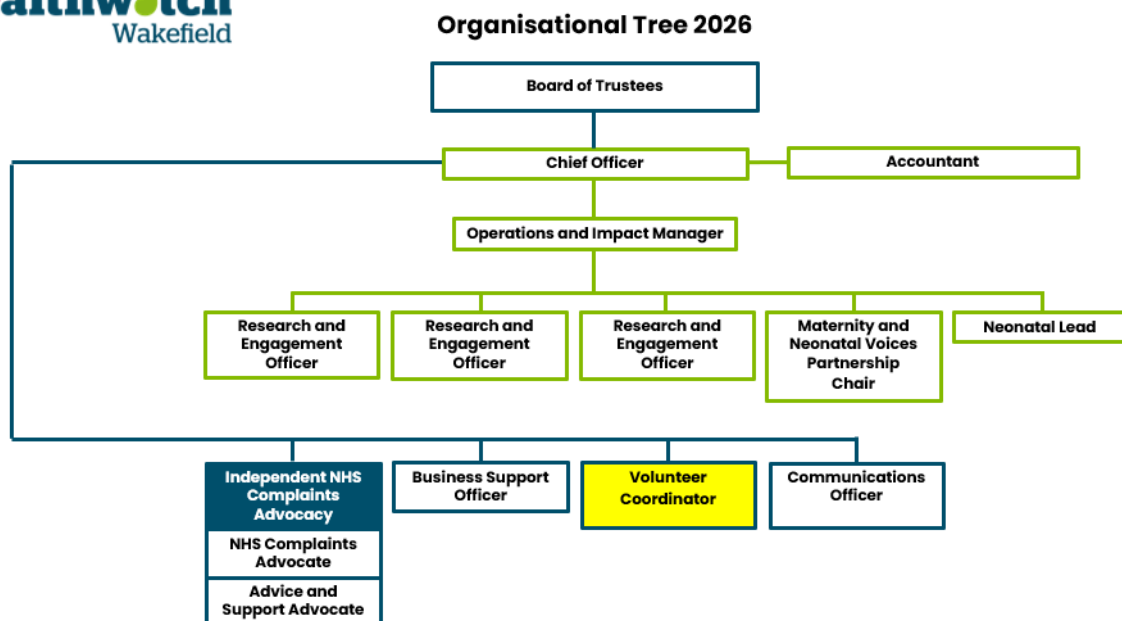 Wakefield
Organisational Tree 2026
Board of Trustees
Chief Officer
Accountant
Operations and Impact Manager
Research and
Engagement
Officer
Research and
Engagement
Officer
Research and
Engagement
Officer
Maternity and
Neonatal Voices
Partnership
Chair
Neonatal Lead
Independent NHS
Complaints
Advocacy
NHS Complaints
Advocate
Advice and
Support Advocate
Business Support
Officer
Volunteer
Coordinator
Communications
Officer